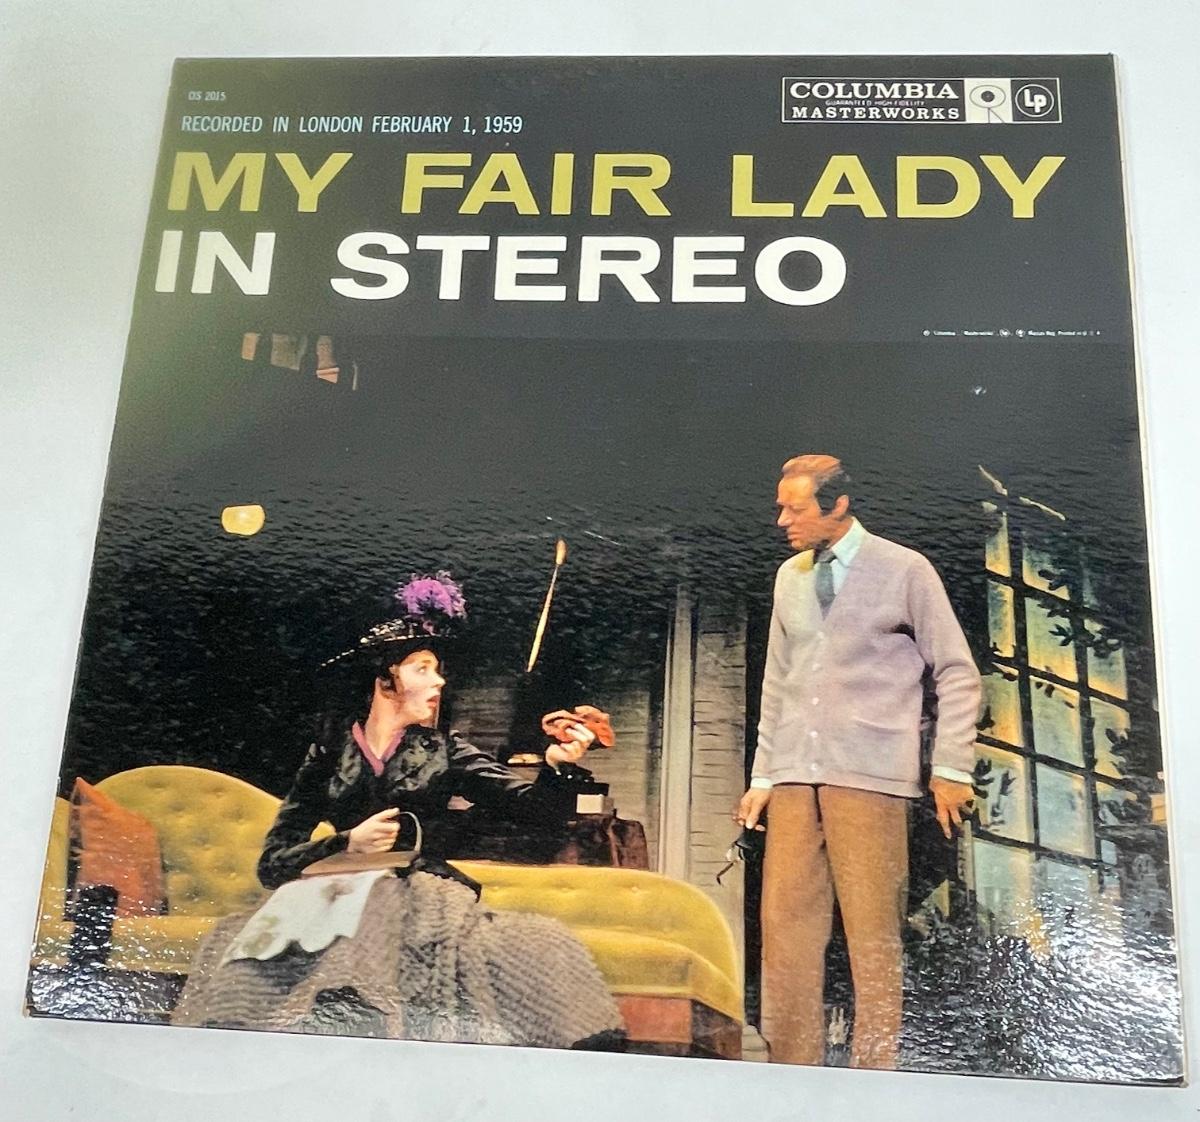 OS 2015
RECORDED IN LONDON FEBRUARY 1, 1959
COLUMBIA
GUARANTEED HIGH FIDELITY
MASTERWORKS
Lp
MY FAIR LADY
IN STEREO